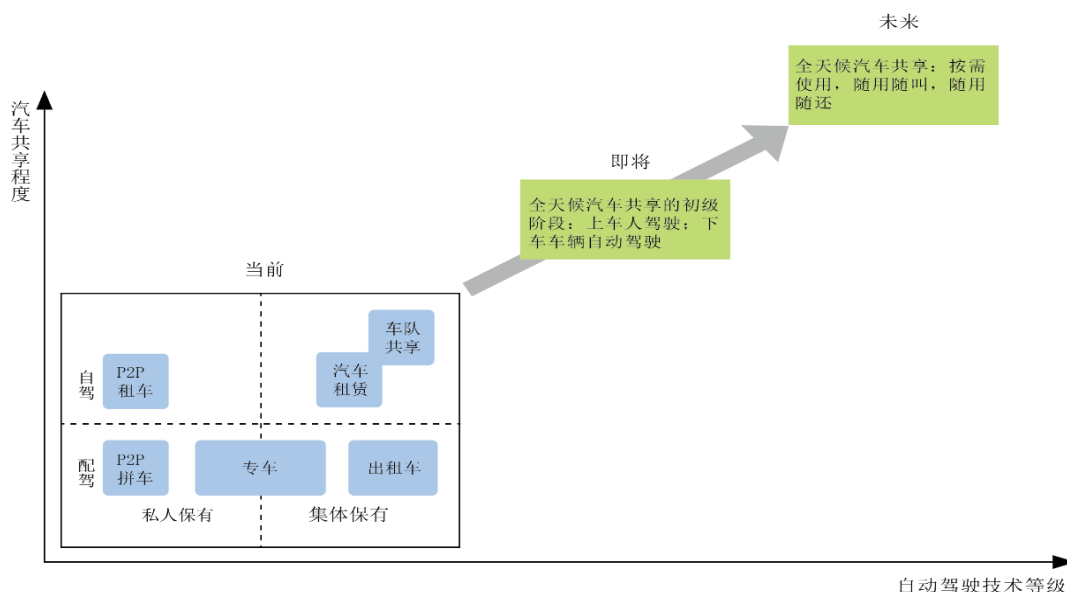 未来
全天候汽车共享：按需
使用，随用随叫，随用
随还
汽车共享程度
即将
全天候汽车共享的初级
阶段：上车人驾驶；下
车车辆自动驾驶
当前
车队
共享
自驾
P2P
租车
汽车
租赁
配驾
P2P
拼车
专车
出租车
私人保有
集体保有
自动驾驶技术等级